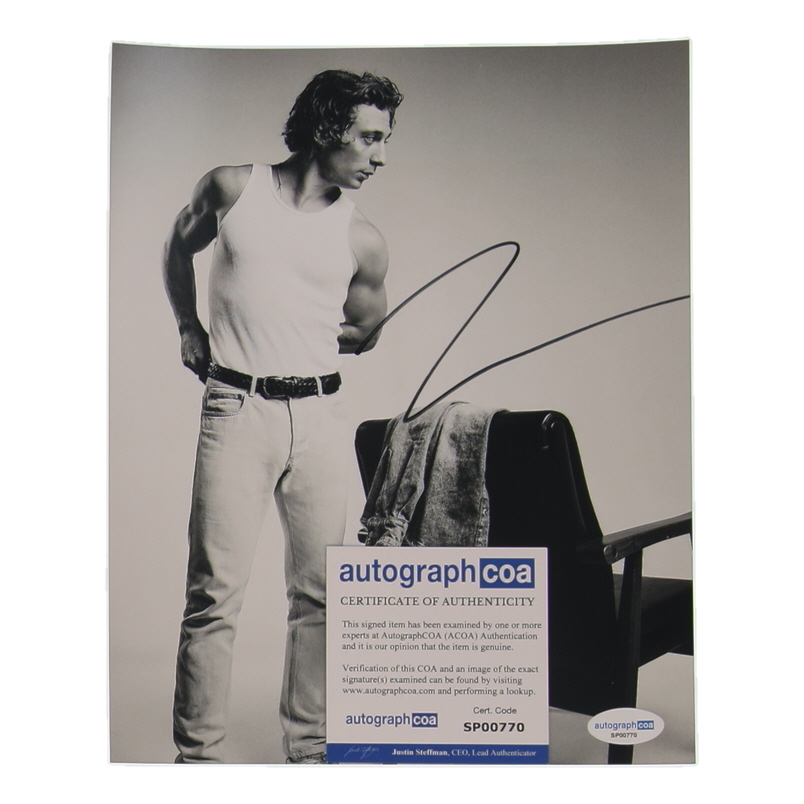 autographcoa
CERTIFICATE OF AUTHENTICITY
This signed item has been examined by one or more
experts at AutographCOA (ACOA) Authentication
and it is our opinion that the item is genuine.
Verification of this COA and an image of the exact
signature(s) examined can be found by visiting
www.autographcoa.com and performing a lookup.
autographcoa
Cert. Code
SP00770
Justin Steffman, CEO, Lead Authenticator
autographcoa
SP00770